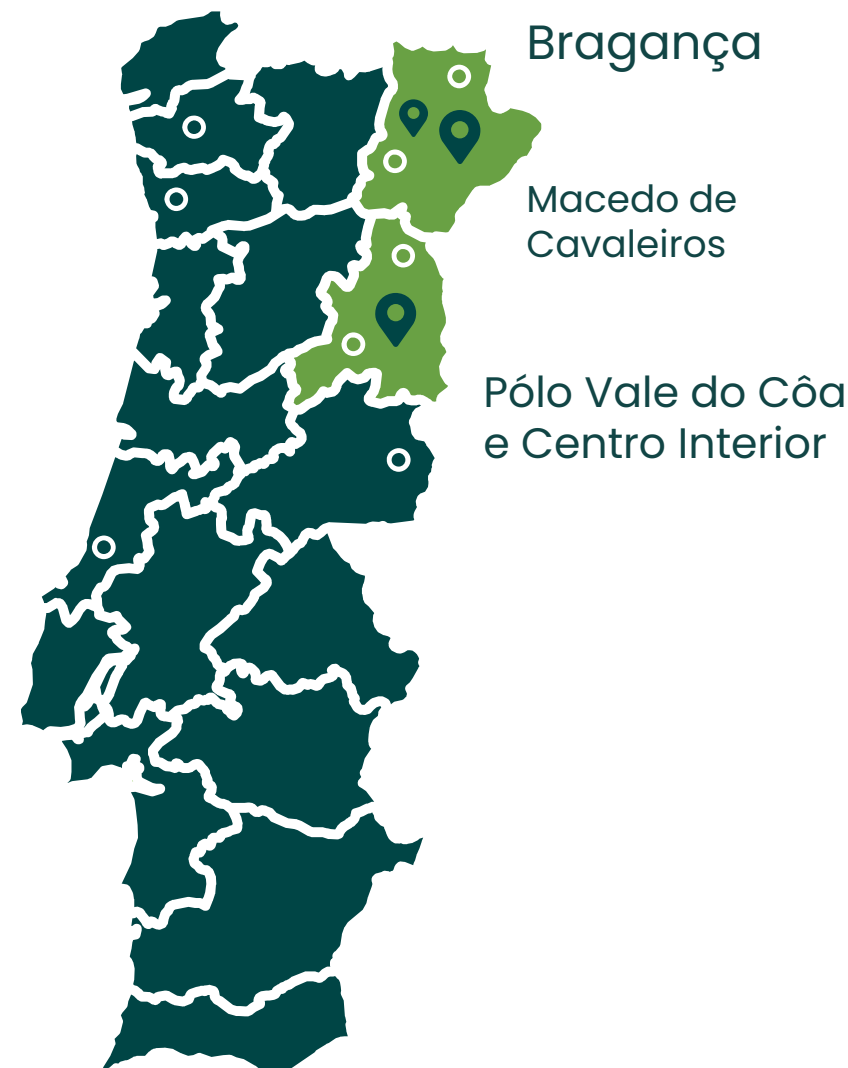 Bragança
Macedo de
Cavaleiros
Pólo Vale do Côa
e Centro Interior